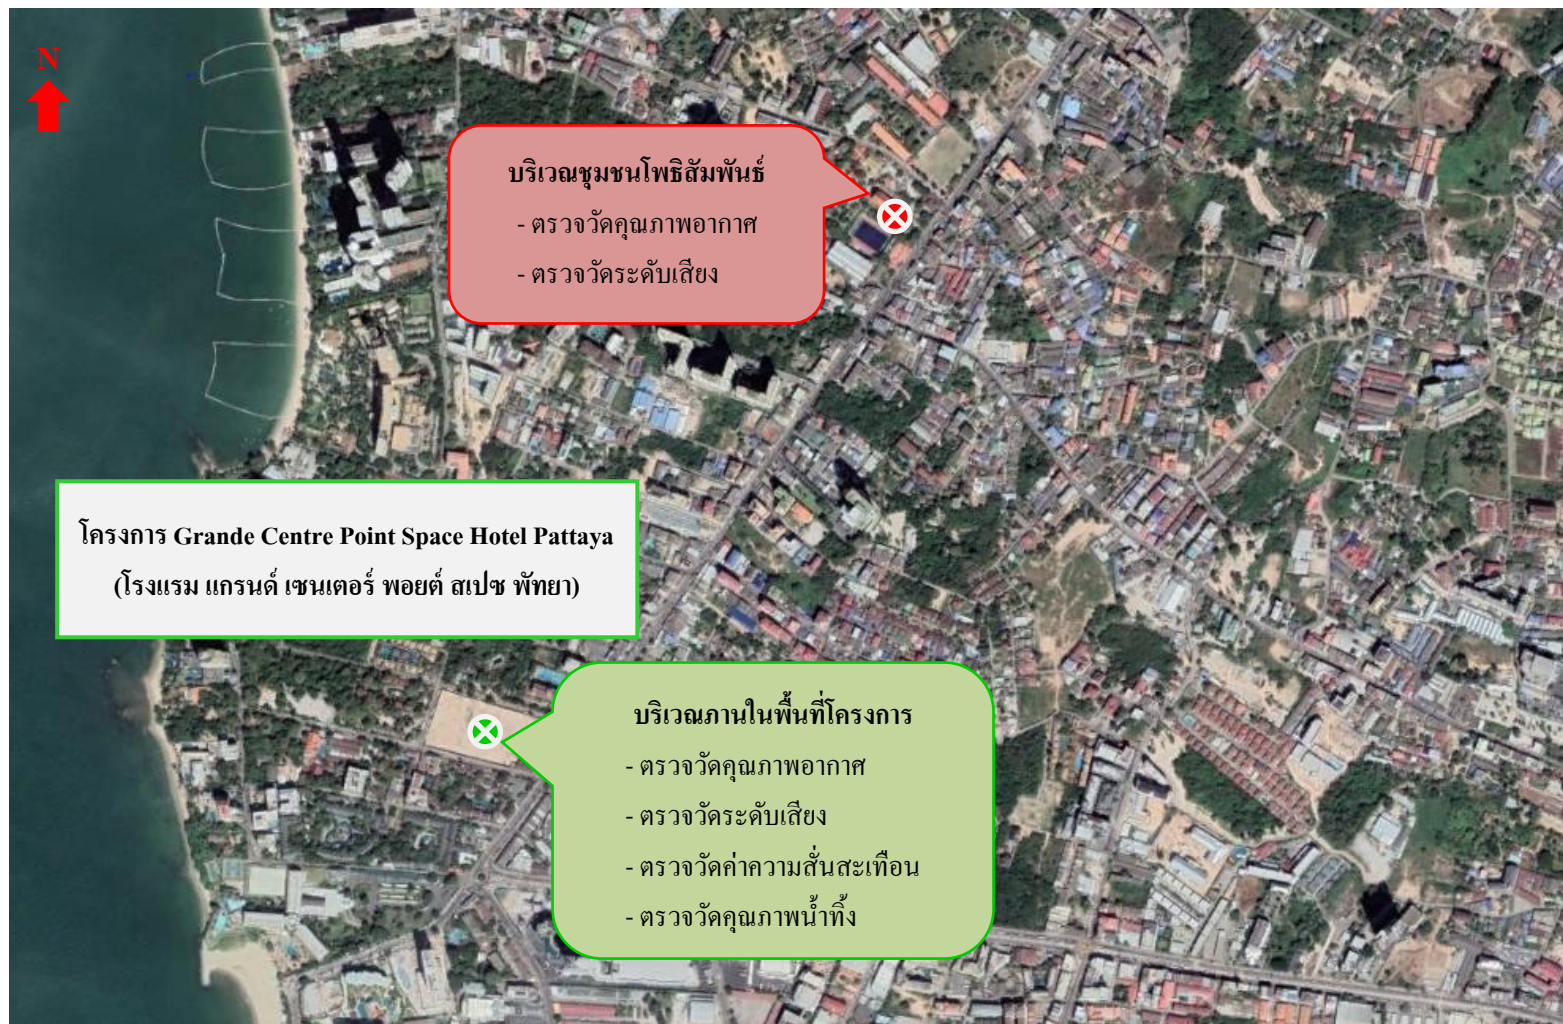 N
บริเวณชุมชนโพธิสัมพันธ์
- ตรวจวัดคุณภาพอากาศ
- ตรวจวัดระดับเสียง
โครงการ Grande Centre Point Space Hotel Pattaya
(โรงแรม แกรนด์ เซนเตอร์ พอยต์ สเปซ พัทยา)
บริเวณภานในพื้นที่โครงการ
- ตรวจวัดคุณภาพอากาศ
- ตรวจวัดระดับเสียง
- ตรวจวัดค่าความสั่นสะเทือน
- ตรวจวัดคุณภาพน้ำทิ้ง